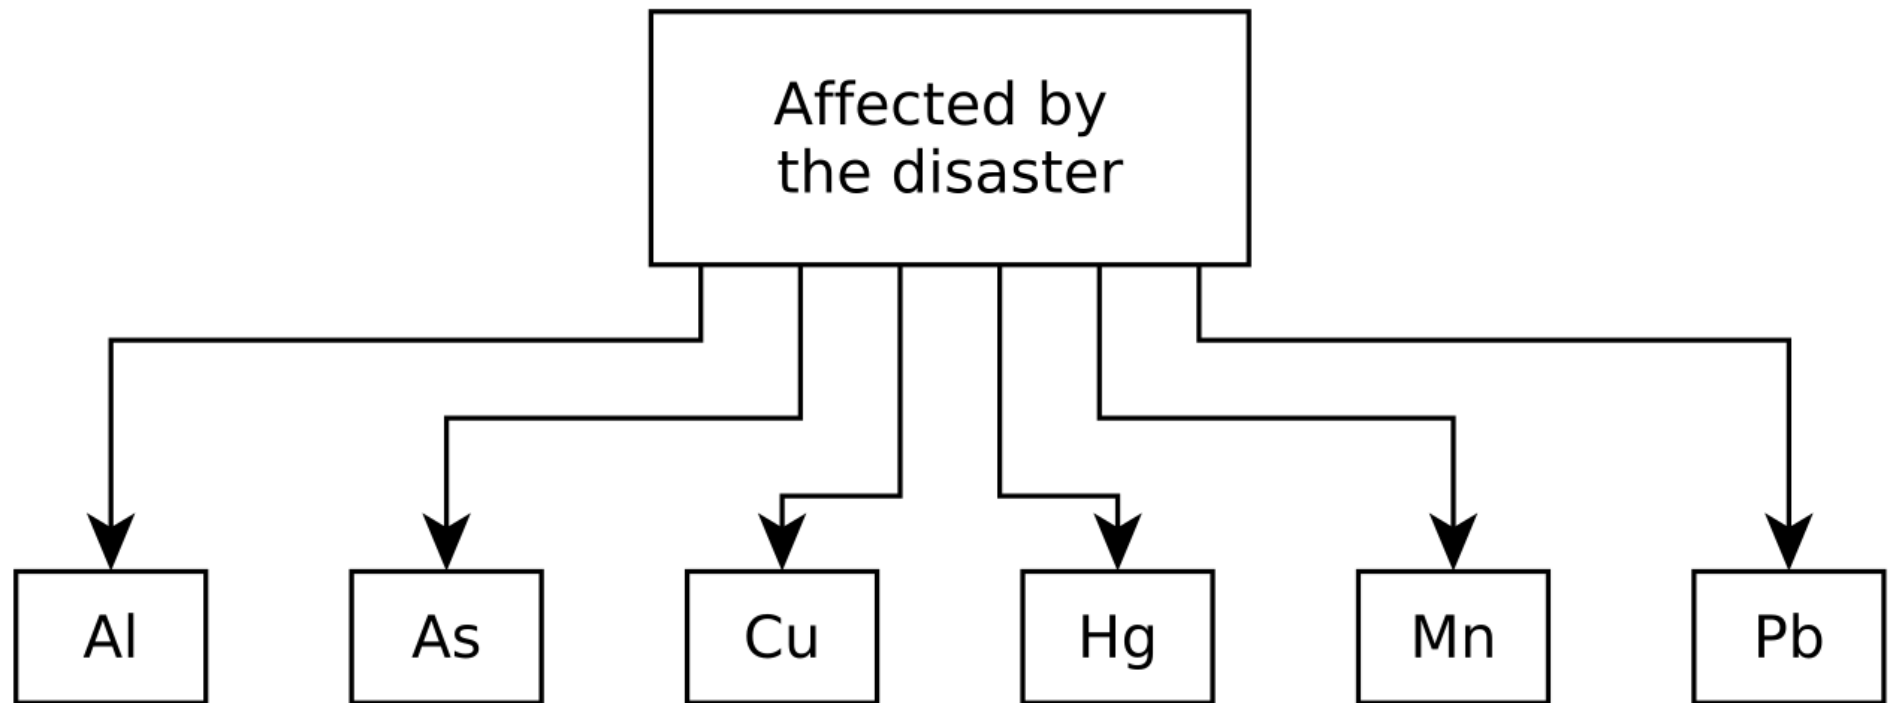 Affected by
the disaster
Al
As
Cu
Hg
Mn
Pb